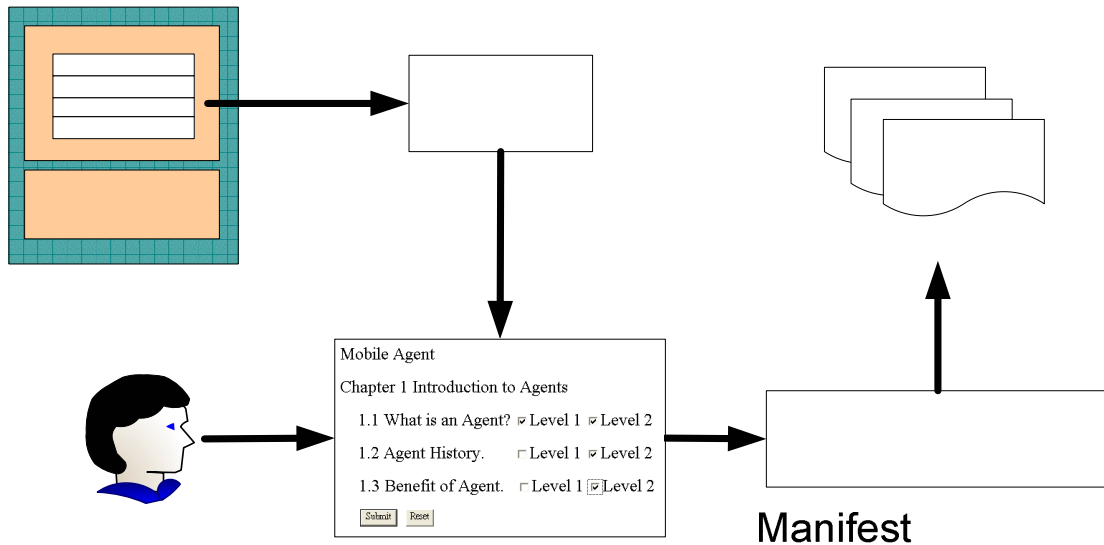 Mobile Agent
Chapter 1 Introduction to Agents
1.1 What is an Agent? Level 1 Level 2
1.2 Agent History. Level 1 Level 2
1.3 Benefit of Agent. Level 1 Level 2
Submit Reset
Manifest